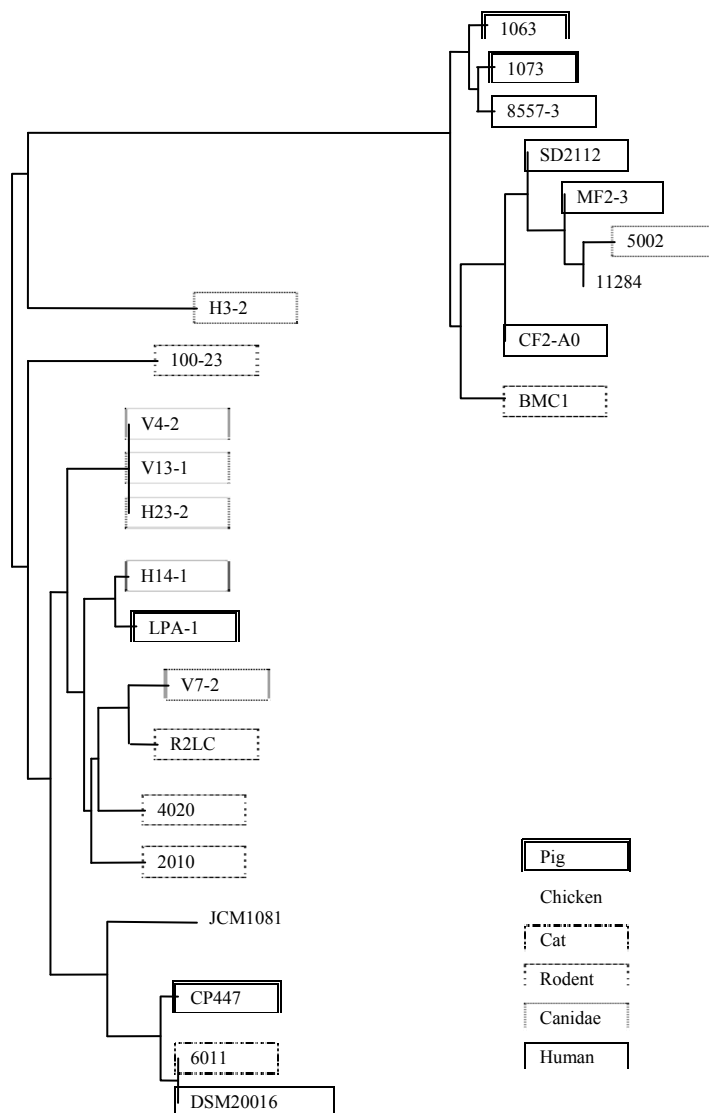 1063
1073
8557-3
SD2112
MF2-3
5002
11284
H3-2
CF2-A0
100-23
BMC1
V4-2
V13-1
H23-2
H14-1
LPA-1
V7-2
R2LC
4020
2010
JCM1081
CP447
6011
DSM20016
Pig
Chicken
Cat
Rodent
Canidae
Human